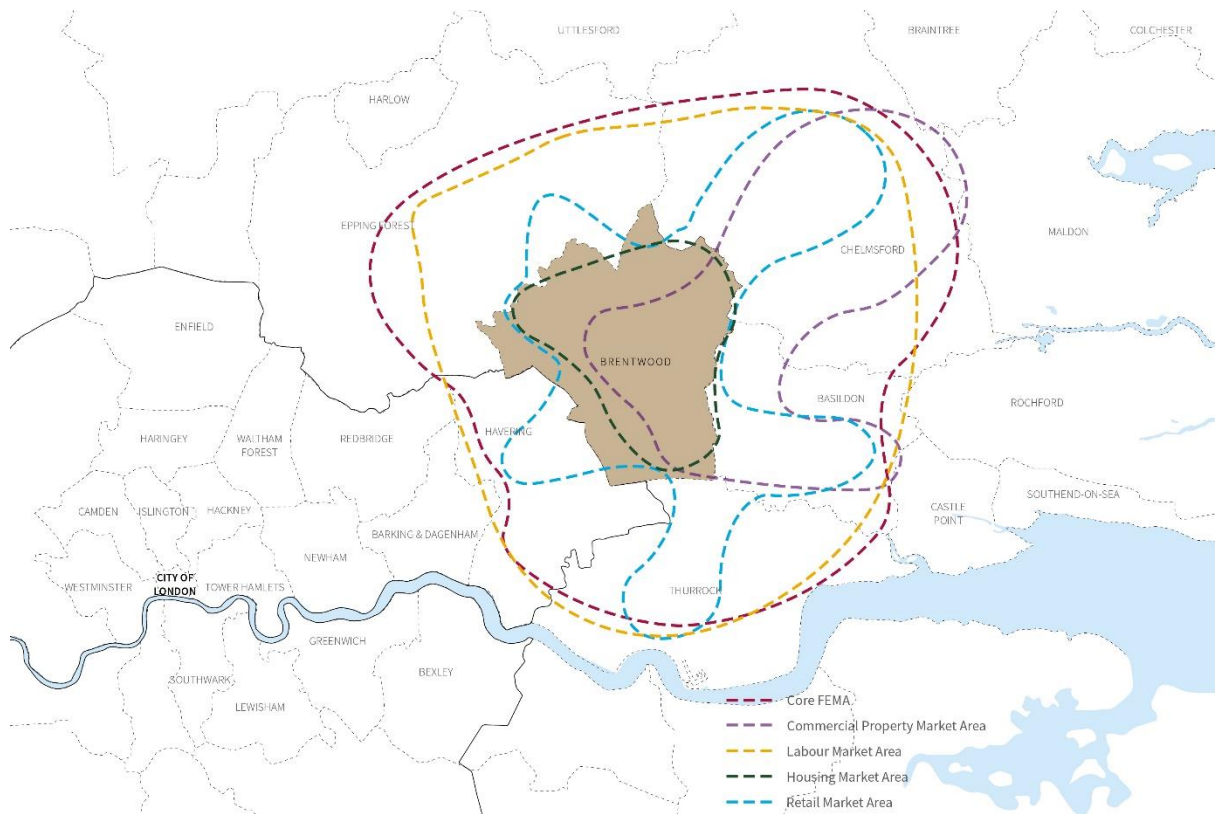 UTTLESFORD
BRAINTREE
COLCHESTER
HARLOW
EPPING FOREST
MALDON
CHELMSFORD
ENFIELD
BRENTWOOD
BASILDON
ROCHFORD
HARINGEY
WALTHAM
FOREST
REDBRIDGE
HAVERING
SOUTHEND-ON-SEA
CASTLE
POINT
CAMDEN
ISLINGTON
HACKNEY
BARKING & DAGENHAM
NEWHAM
WESTMINSTER
CITY OF
LONDON
TOWER HAMLETS
THURROCK
GREENWICH
BEXLEY
SOUTHWARK
LEWISHAM
Core FEMA
Commercial Property Market Area
Labour Market Area
Housing Market Area
Retail Market Area